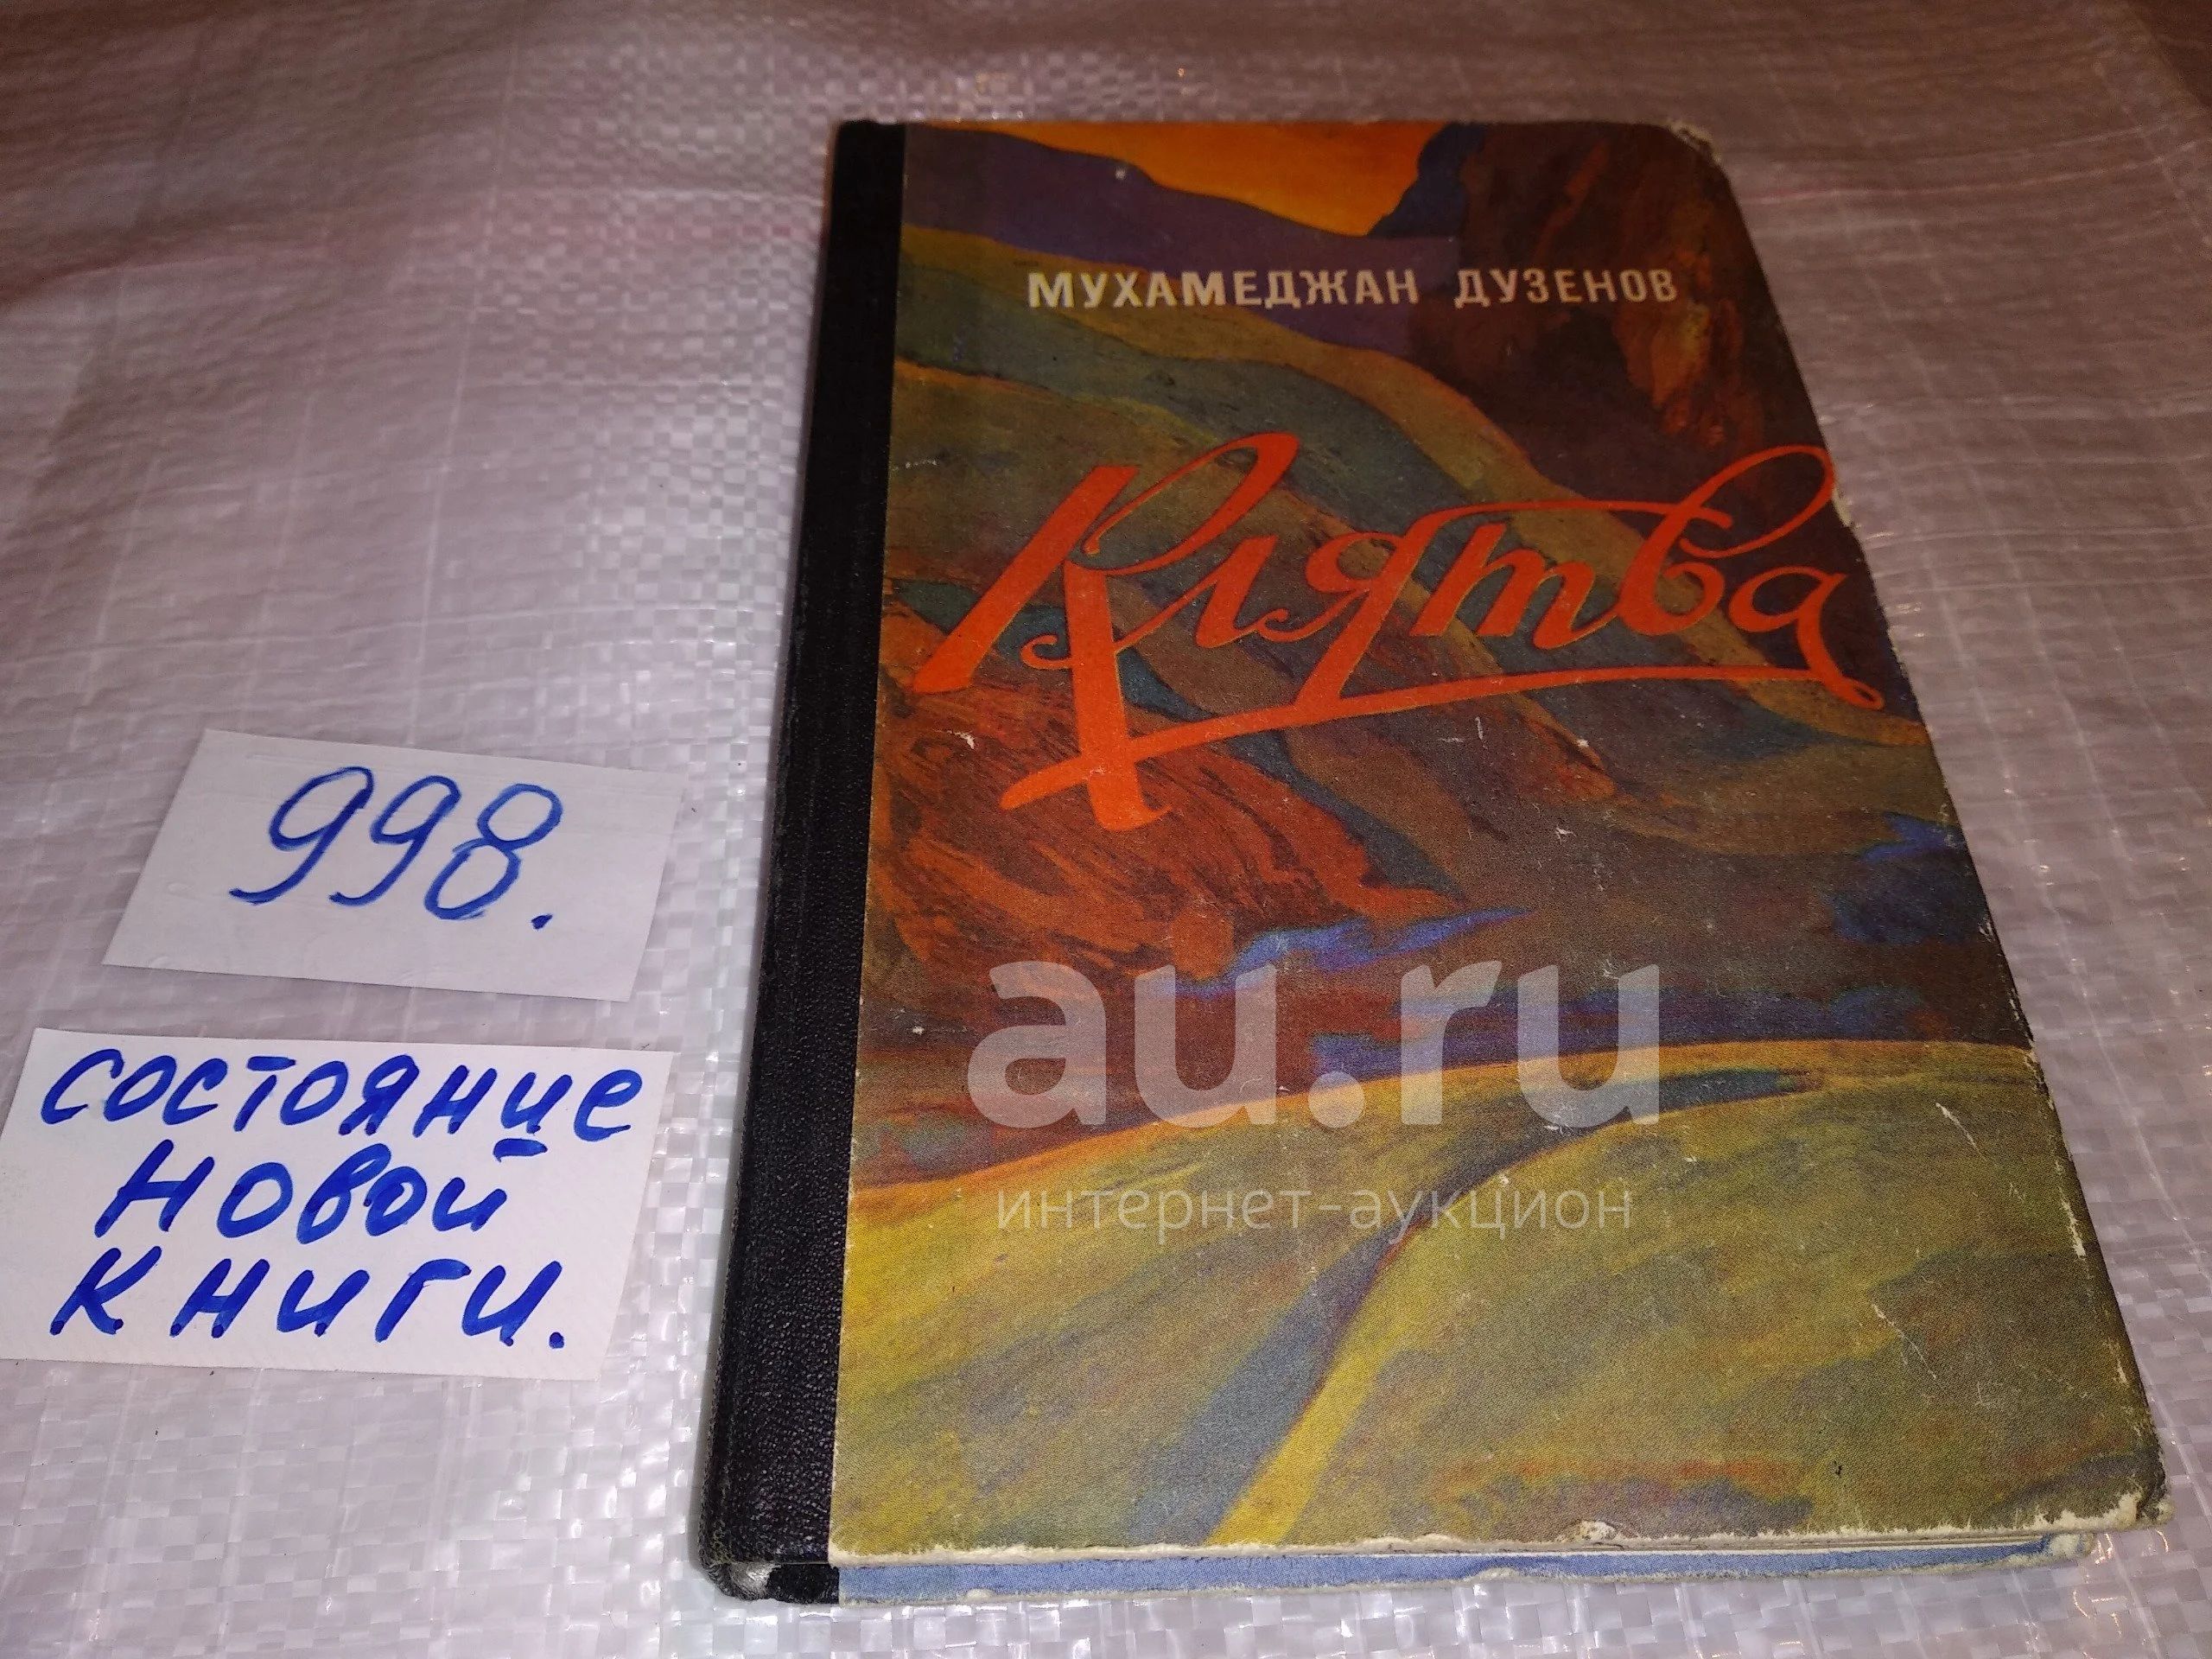 МУХАМЕДЖАН ДУЗЕНОВ
Клятва
998.
состояние
новой
книги.
au.ru
интернет-аукцион